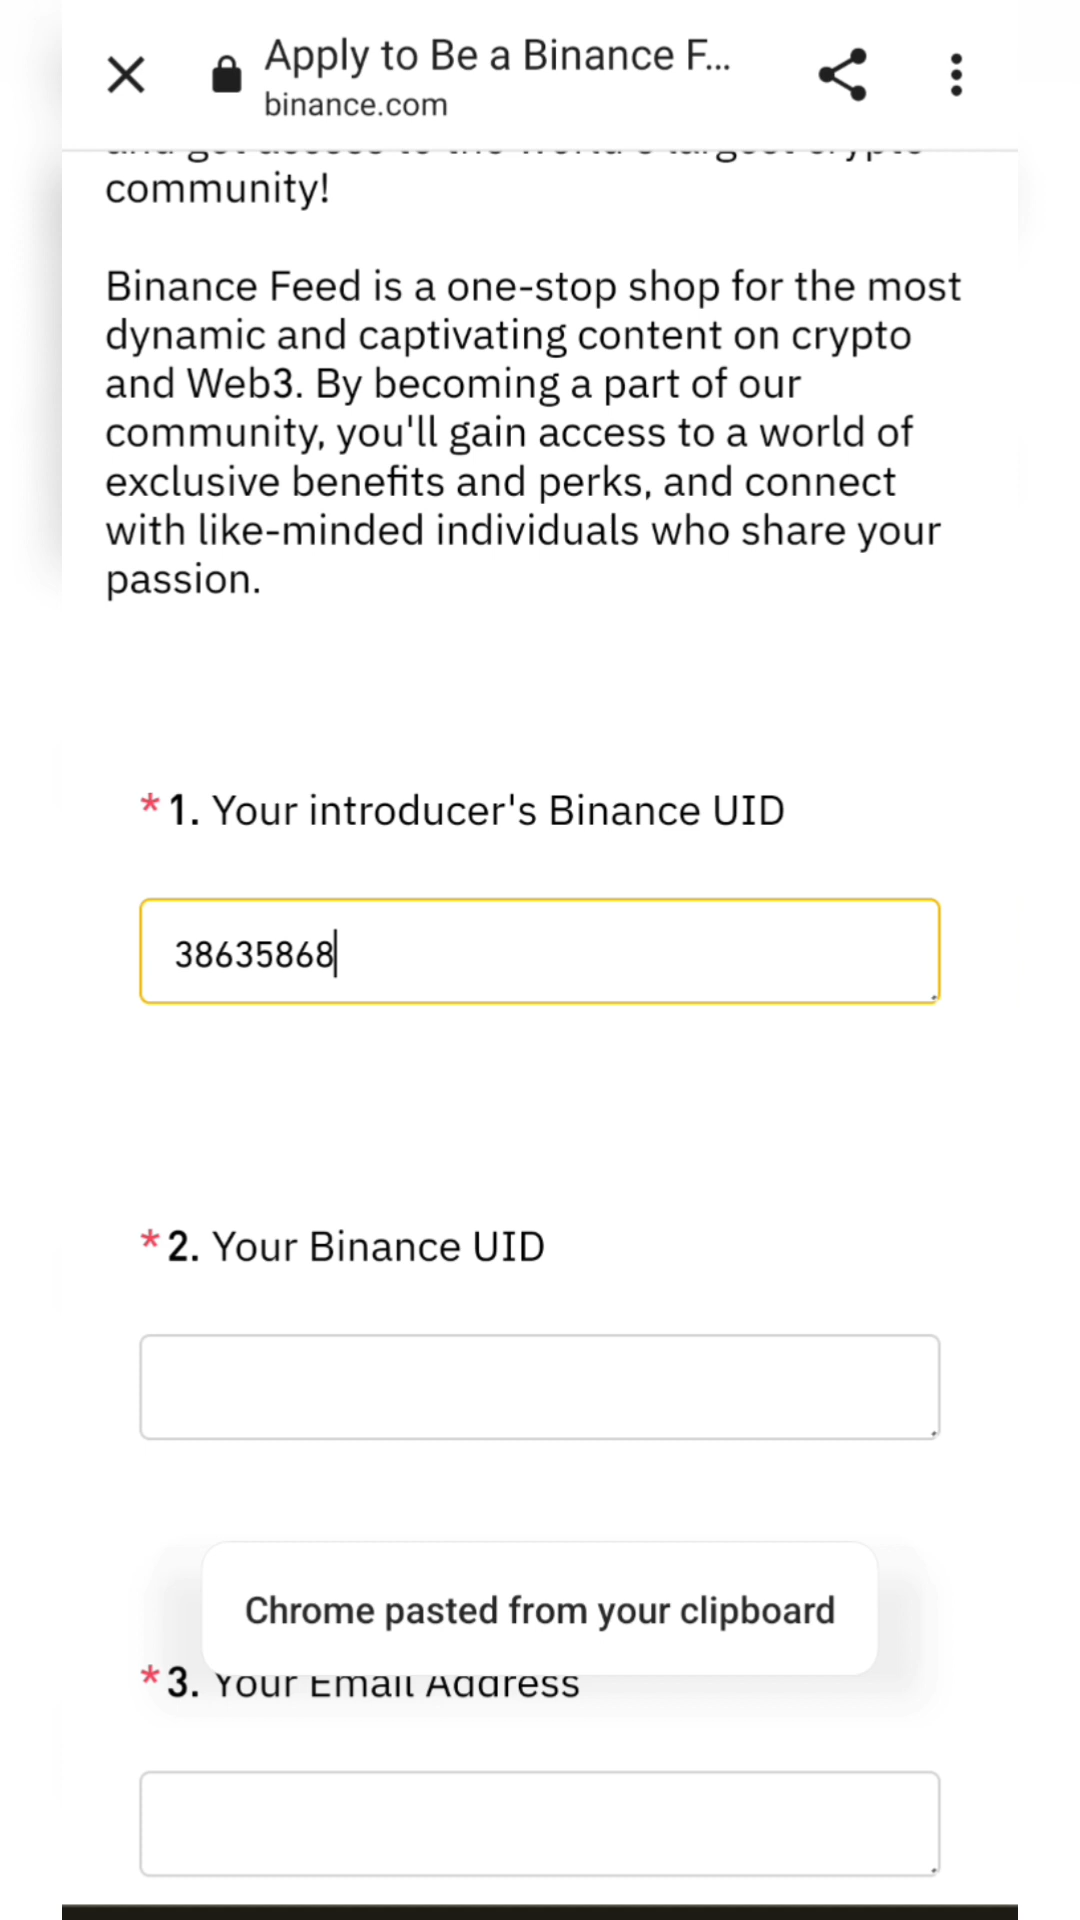 Apply to Be a Binance F...
binance.com
community!
Binance Feed is a one-stop shop for the most
dynamic and captivating content on crypto
and Web3. By becoming a part of our
community, you'll gain access to a world of
exclusive benefits and perks, and connect
with like-minded individuals who share your
passion.
* 1. Your introducer's Binance UID
38635868
* 2. Your Binance UID
Chrome pasted from your clipboard
* 3. Your Email Address